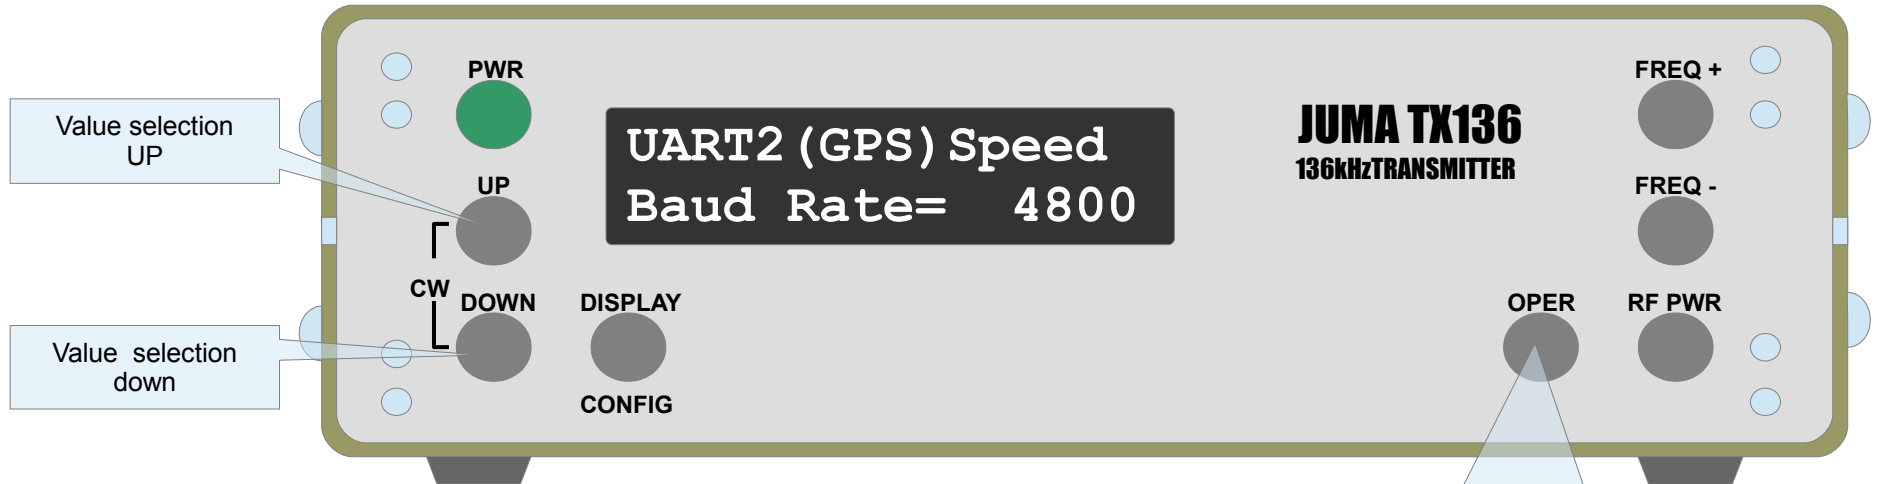 PWR
FREQ +
Value selection
UP
UART2(GPS)Speed
Baud Rate=  4800
JUMA TX136
136kHzTRANSMITTER
UP
FREQ -
CW
DOWN
DISPLAY
OPER
RF PWR
Value  selection
down
CONFIG